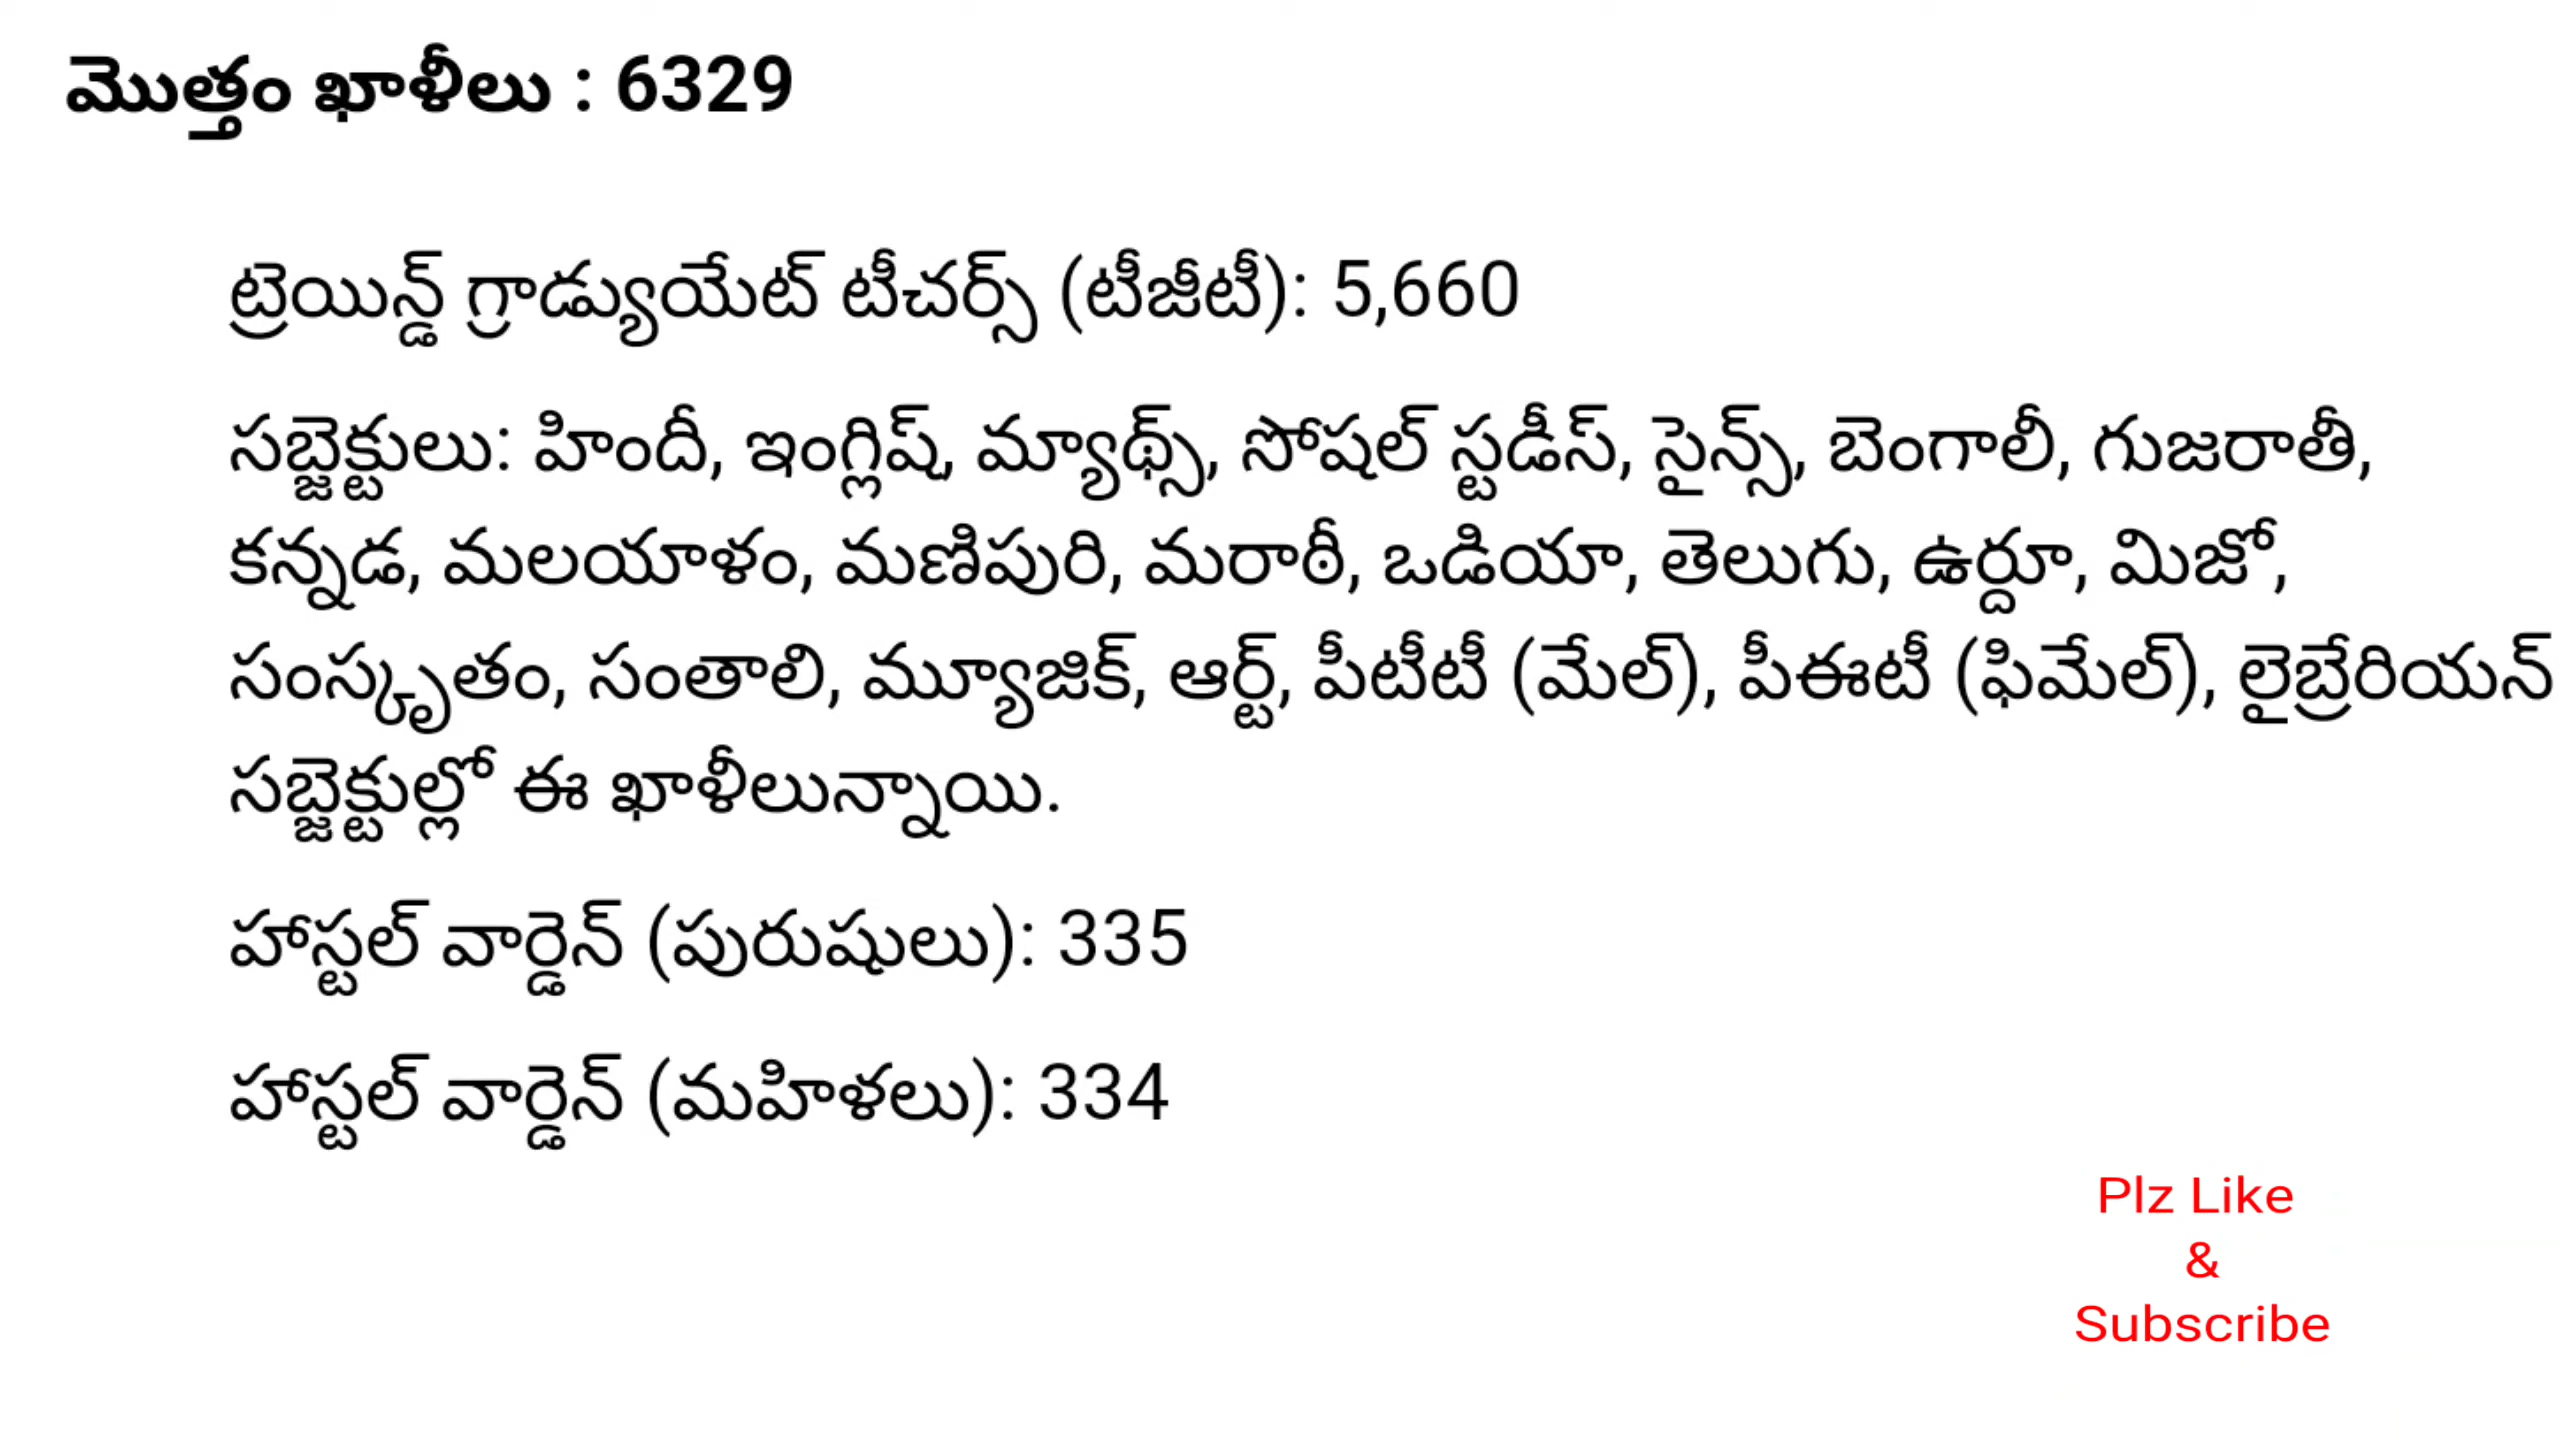 మొత్తం ఖాళీలు : 6329
ట్రెయిన్డ్ గ్రాడ్యుయేట్ టీచర్స్ (టీజీటీ): 5,660
సబ్జెక్టులు: హిందీ, ఇంగ్లిష్, మ్యాథ్స్, సోషల్ స్టడీస్, సైన్స్, బెంగాలీ, గుజరాతీ,
కన్నడ, మలయాళం, మణిపురి, మరాఠీ, ఒడియా, తెలుగు, ఉర్దూ, మిజో,
సంస్కృతం, సంతాలి, మ్యూజిక్, ఆర్ట్, పీటీటీ (మేల్), పీఈటీ (ఫిమేల్), లైబ్రేరియన్
సబ్జెక్టుల్లో ఈ ఖాళీలున్నాయి.
హాస్టల్ వార్డెన్ (పురుషులు): 335
హాస్టల్ వార్డెన్ (మహిళలు): 334
Plz Like
&
Subscribe